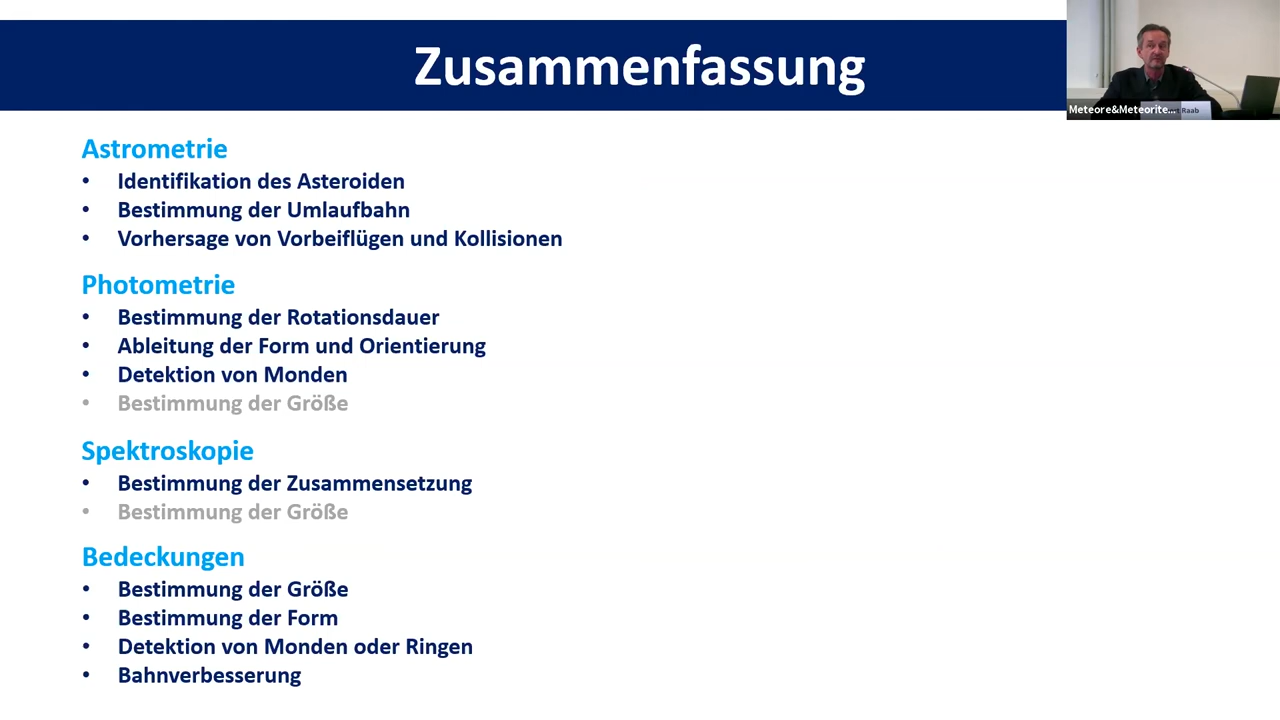 Zusammenfassung
Meteore&Meteorite...
Raab
Astrometrie
• Identifikation des Asteroiden
• Bestimmung der Umlaufbahn
• Vorhersage von Vorbeiflügen und Kollisionen
Photometrie
• Bestimmung der Rotationsdauer
• Ableitung der Form und Orientierung
• Detektion von Monden
• Bestimmung der Größe
Spektroskopie
• Bestimmung der Zusammensetzung
• Bestimmung der Größe
Bedeckungen
• Bestimmung der Größe
• Bestimmung der Form
• Detektion von Monden oder Ringen
• Bahnverbesserung